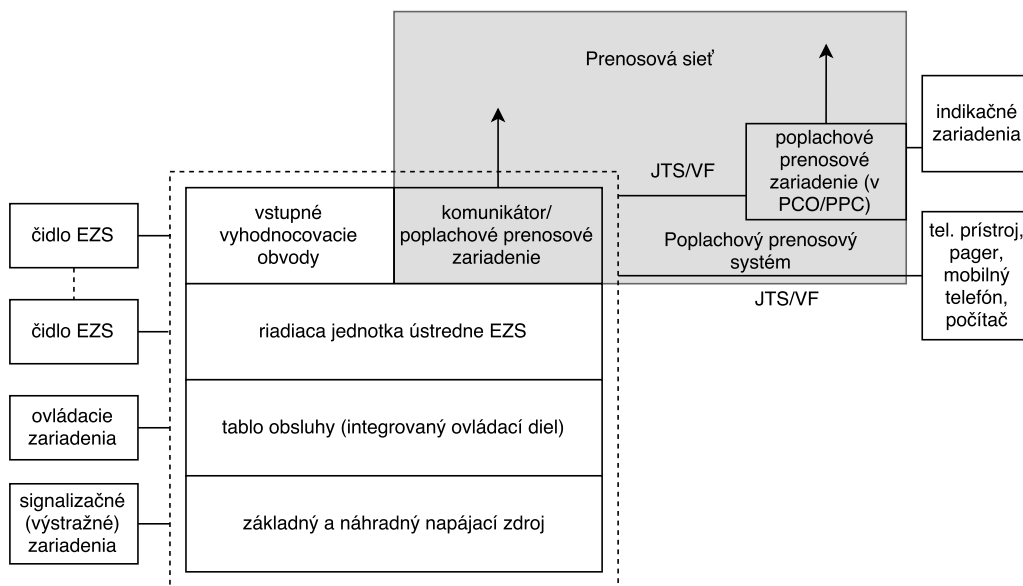 Prenosová sieť
indikačné
zariadenia
poplachové
prenosové
zariadenie (v
PCO/PPC)
JTS/VF
čidlo EZS
vstupné
vyhodnocovacie
obvody
komunikátor/
poplachové prenosové
zariadenie
Poplachový prenosový
systém
JTS/VF
tel. prístroj,
pager,
mobilný
telefón,
počítač
čidlo EZS
riadiaca jednotka ústredne EZS
ovládacie
zariadenia
tablo obsluhy (integrovaný ovládací diel)
signalizačné
(výstražné)
zariadenia
základný a náhradný napájací zdroj